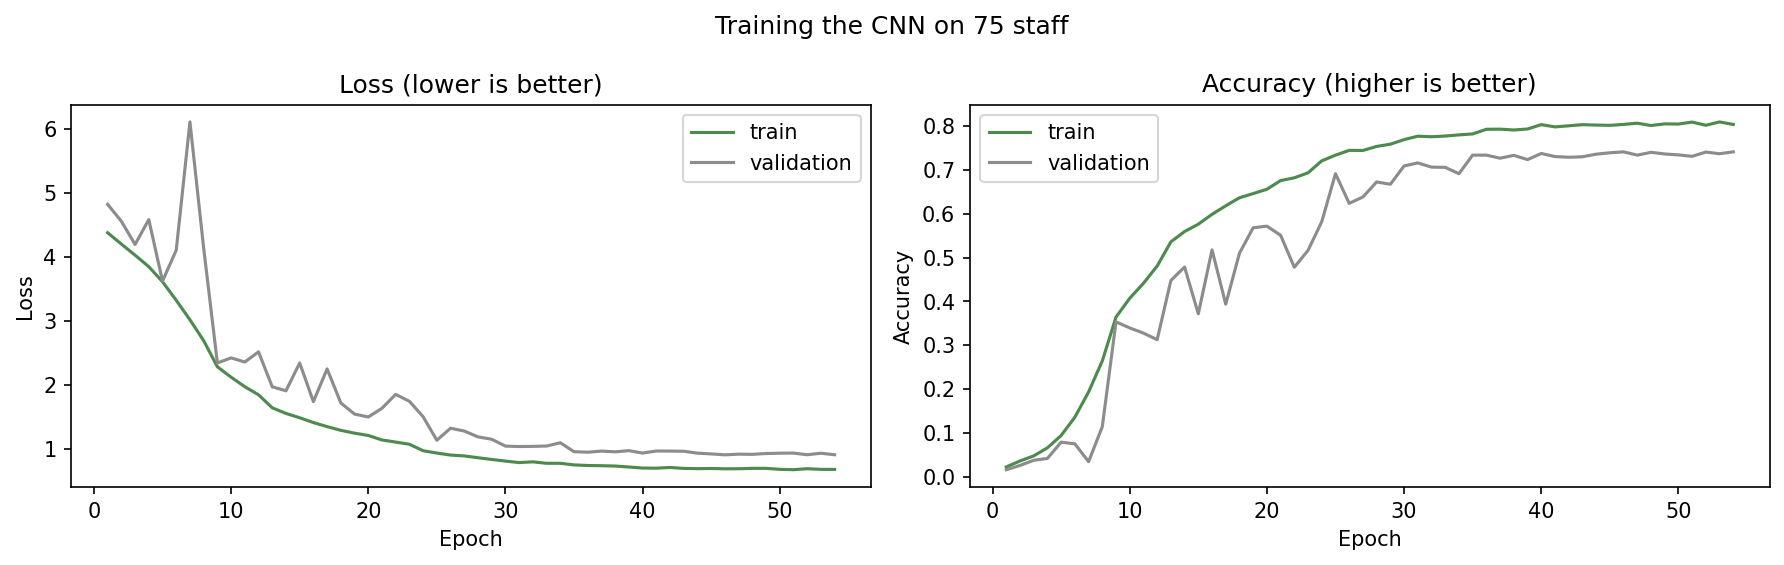 Training the CNN on 75 staff
Loss (lower is better)
6
5
4
3
2
1
Loss
train
validation
0
10
20
30
40
50
Epoch
Accuracy (higher is better)
0.8
0.7
0.6
0.5
0.4
0.3
0.2
0.1
0.0
Accuracy
train
validation
0
10
20
30
40
50
Epoch